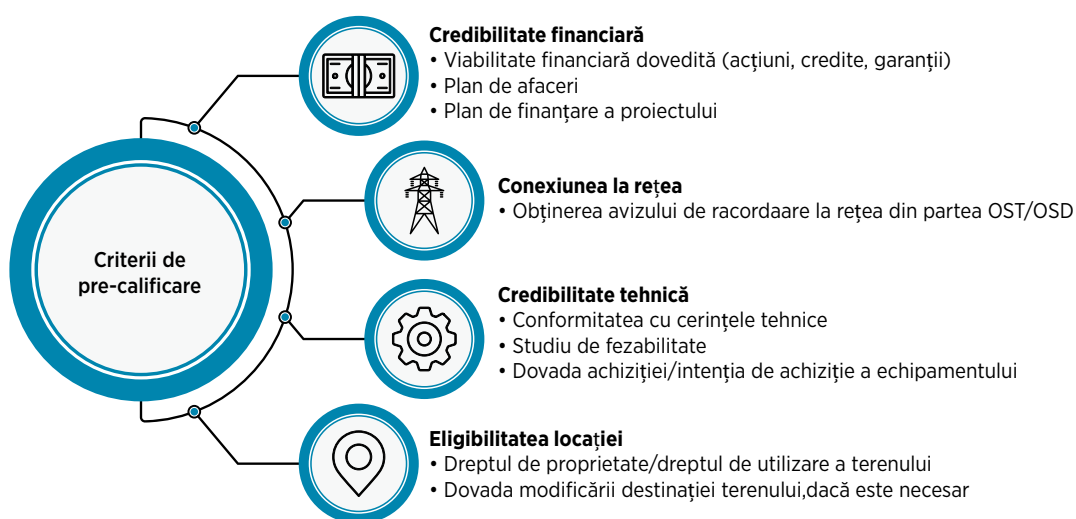 Criterii de
pre-calificare
Credibilitate financiară
• Viabilitate financiară dovedită (acțiuni, credite, garanții)
• Plan de afaceri
• Plan de finanțare a proiectului
Conexiunea la rețea
• Obținerea avizului de racordaare la rețea din partea OST/OSD
Credibilitate tehnică
• Conformitatea cu cerințele tehnice
• Studiu de fezabilitate
• Dovada achiziției/intenția de achiziție a echipamentului
Eligibilitatea locației
• Dreptul de proprietate/dreptul de utilizare a terenului
• Dovada modificării destinației terenului,dacă este necesar